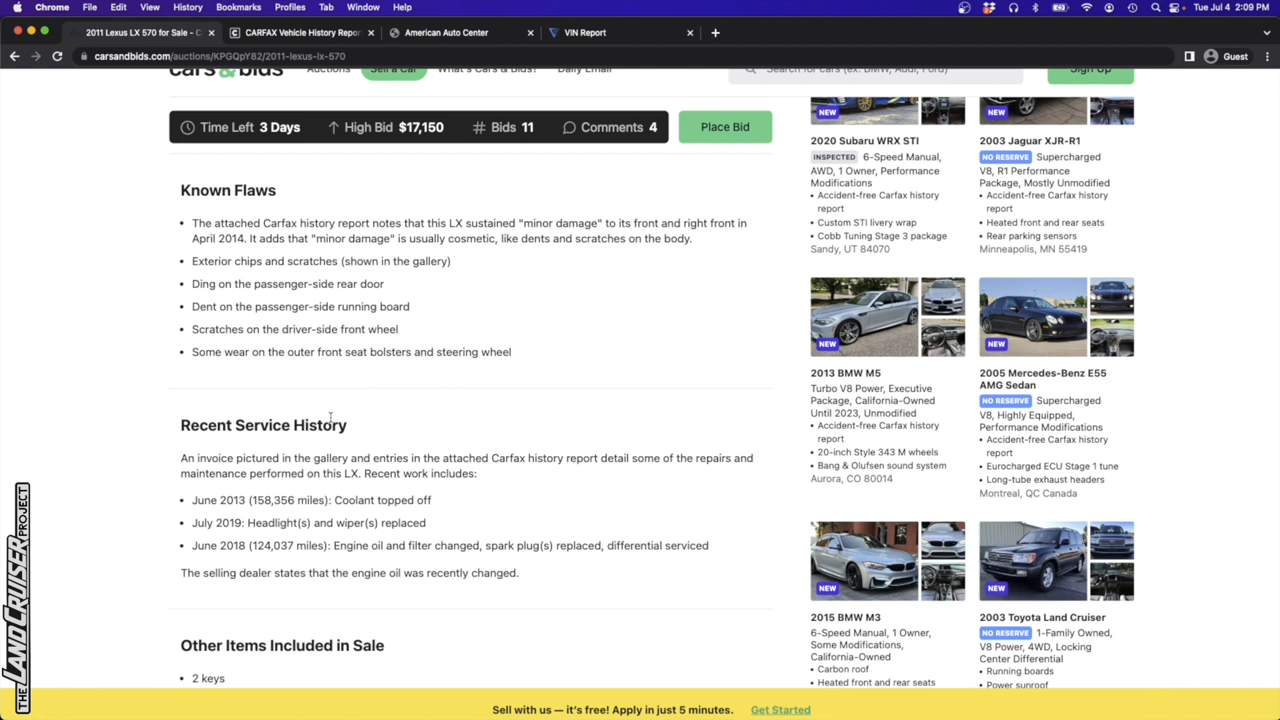 Chrome File Edit View History Bookmarks Profiles Tab Window Help
Tue Jul 4 2:09 PM
2011 Lexus LX 570 for Sale - C
CARFAX Vehicle History Repor
American Auto Center
VIN Report
carsandbids.com/auctions/KPGQpY82/2011-lexus-lx-570
Guest
cars&bids
Auctions
Sell a Car
What's Cars & Bids?
Daily Email
Search for cars (ex. BMW, Audi, Ford)
Sign Up
Time Left 3 Days
High Bid $17,150
# Bids 11
Comments 4
Place Bid
Known Flaws
• The attached Carfax history report notes that this LX sustained "minor damage" to its front and right front in
April 2014. It adds that "minor damage" is usually cosmetic, like dents and scratches on the body.
• Exterior chips and scratches (shown in the gallery)
• Ding on the passenger-side rear door
• Dent on the passenger-side running board
• Scratches on the driver-side front wheel
• Some wear on the outer front seat bolsters and steering wheel
Recent Service History
An invoice pictured in the gallery and entries in the attached Carfax history report detail some of the repairs and
maintenance performed on this LX. Recent work includes:
• June 2013 (158,356 miles): Coolant topped off
• July 2019: Headlight(s) and wiper(s) replaced
• June 2018 (124,037 miles): Engine oil and filter changed, spark plug(s) replaced, differential serviced
The selling dealer states that the engine oil was recently changed.
Other Items Included in Sale
• 2 keys
NEW
2020 Subaru WRX STI
INSPECTED 6-Speed Manual,
AWD, 1 Owner, Performance
Modifications
• Accident-free Carfax history
report
• Custom STI livery wrap
• Cobb Tuning Stage 3 package
Sandy, UT 84070
NEW
2003 Jaguar XJR-R1
NO RESERVE Supercharged
V8, R1 Performance
Package, Mostly Unmodified
• Accident-free Carfax history
report
• Heated front and rear seats
• Rear parking sensors
Minneapolis, MN 55419
NEW
2013 BMW M5
Turbo V8 Power, Executive
Package, California-Owned
Until 2023, Unmodified
• Accident-free Carfax history
report
• 20-inch Style 343 M wheels
• Bang & Olufsen sound system
Aurora, CO 80014
NEW
2005 Mercedes-Benz E55
AMG Sedan
NO RESERVE Supercharged
V8, Highly Equipped,
Performance Modifications
• Accident-free Carfax history
report
• Eurocharged ECU Stage 1 tune
• Long-tube exhaust headers
Montreal, QC Canada
NEW
2015 BMW M3
6-Speed Manual, 1 Owner,
Some Modifications,
California-Owned
• Carbon roof
• Heated front and rear seats
NEW
2003 Toyota Land Cruiser
NO RESERVE 1-Family Owned,
V8 Power, 4WD, Locking
Center Differential
• Running boards
• Power sunroof
Sell with us — it's free! Apply in just 5 minutes. Get Started
THE LAND CRUISER PROJECT